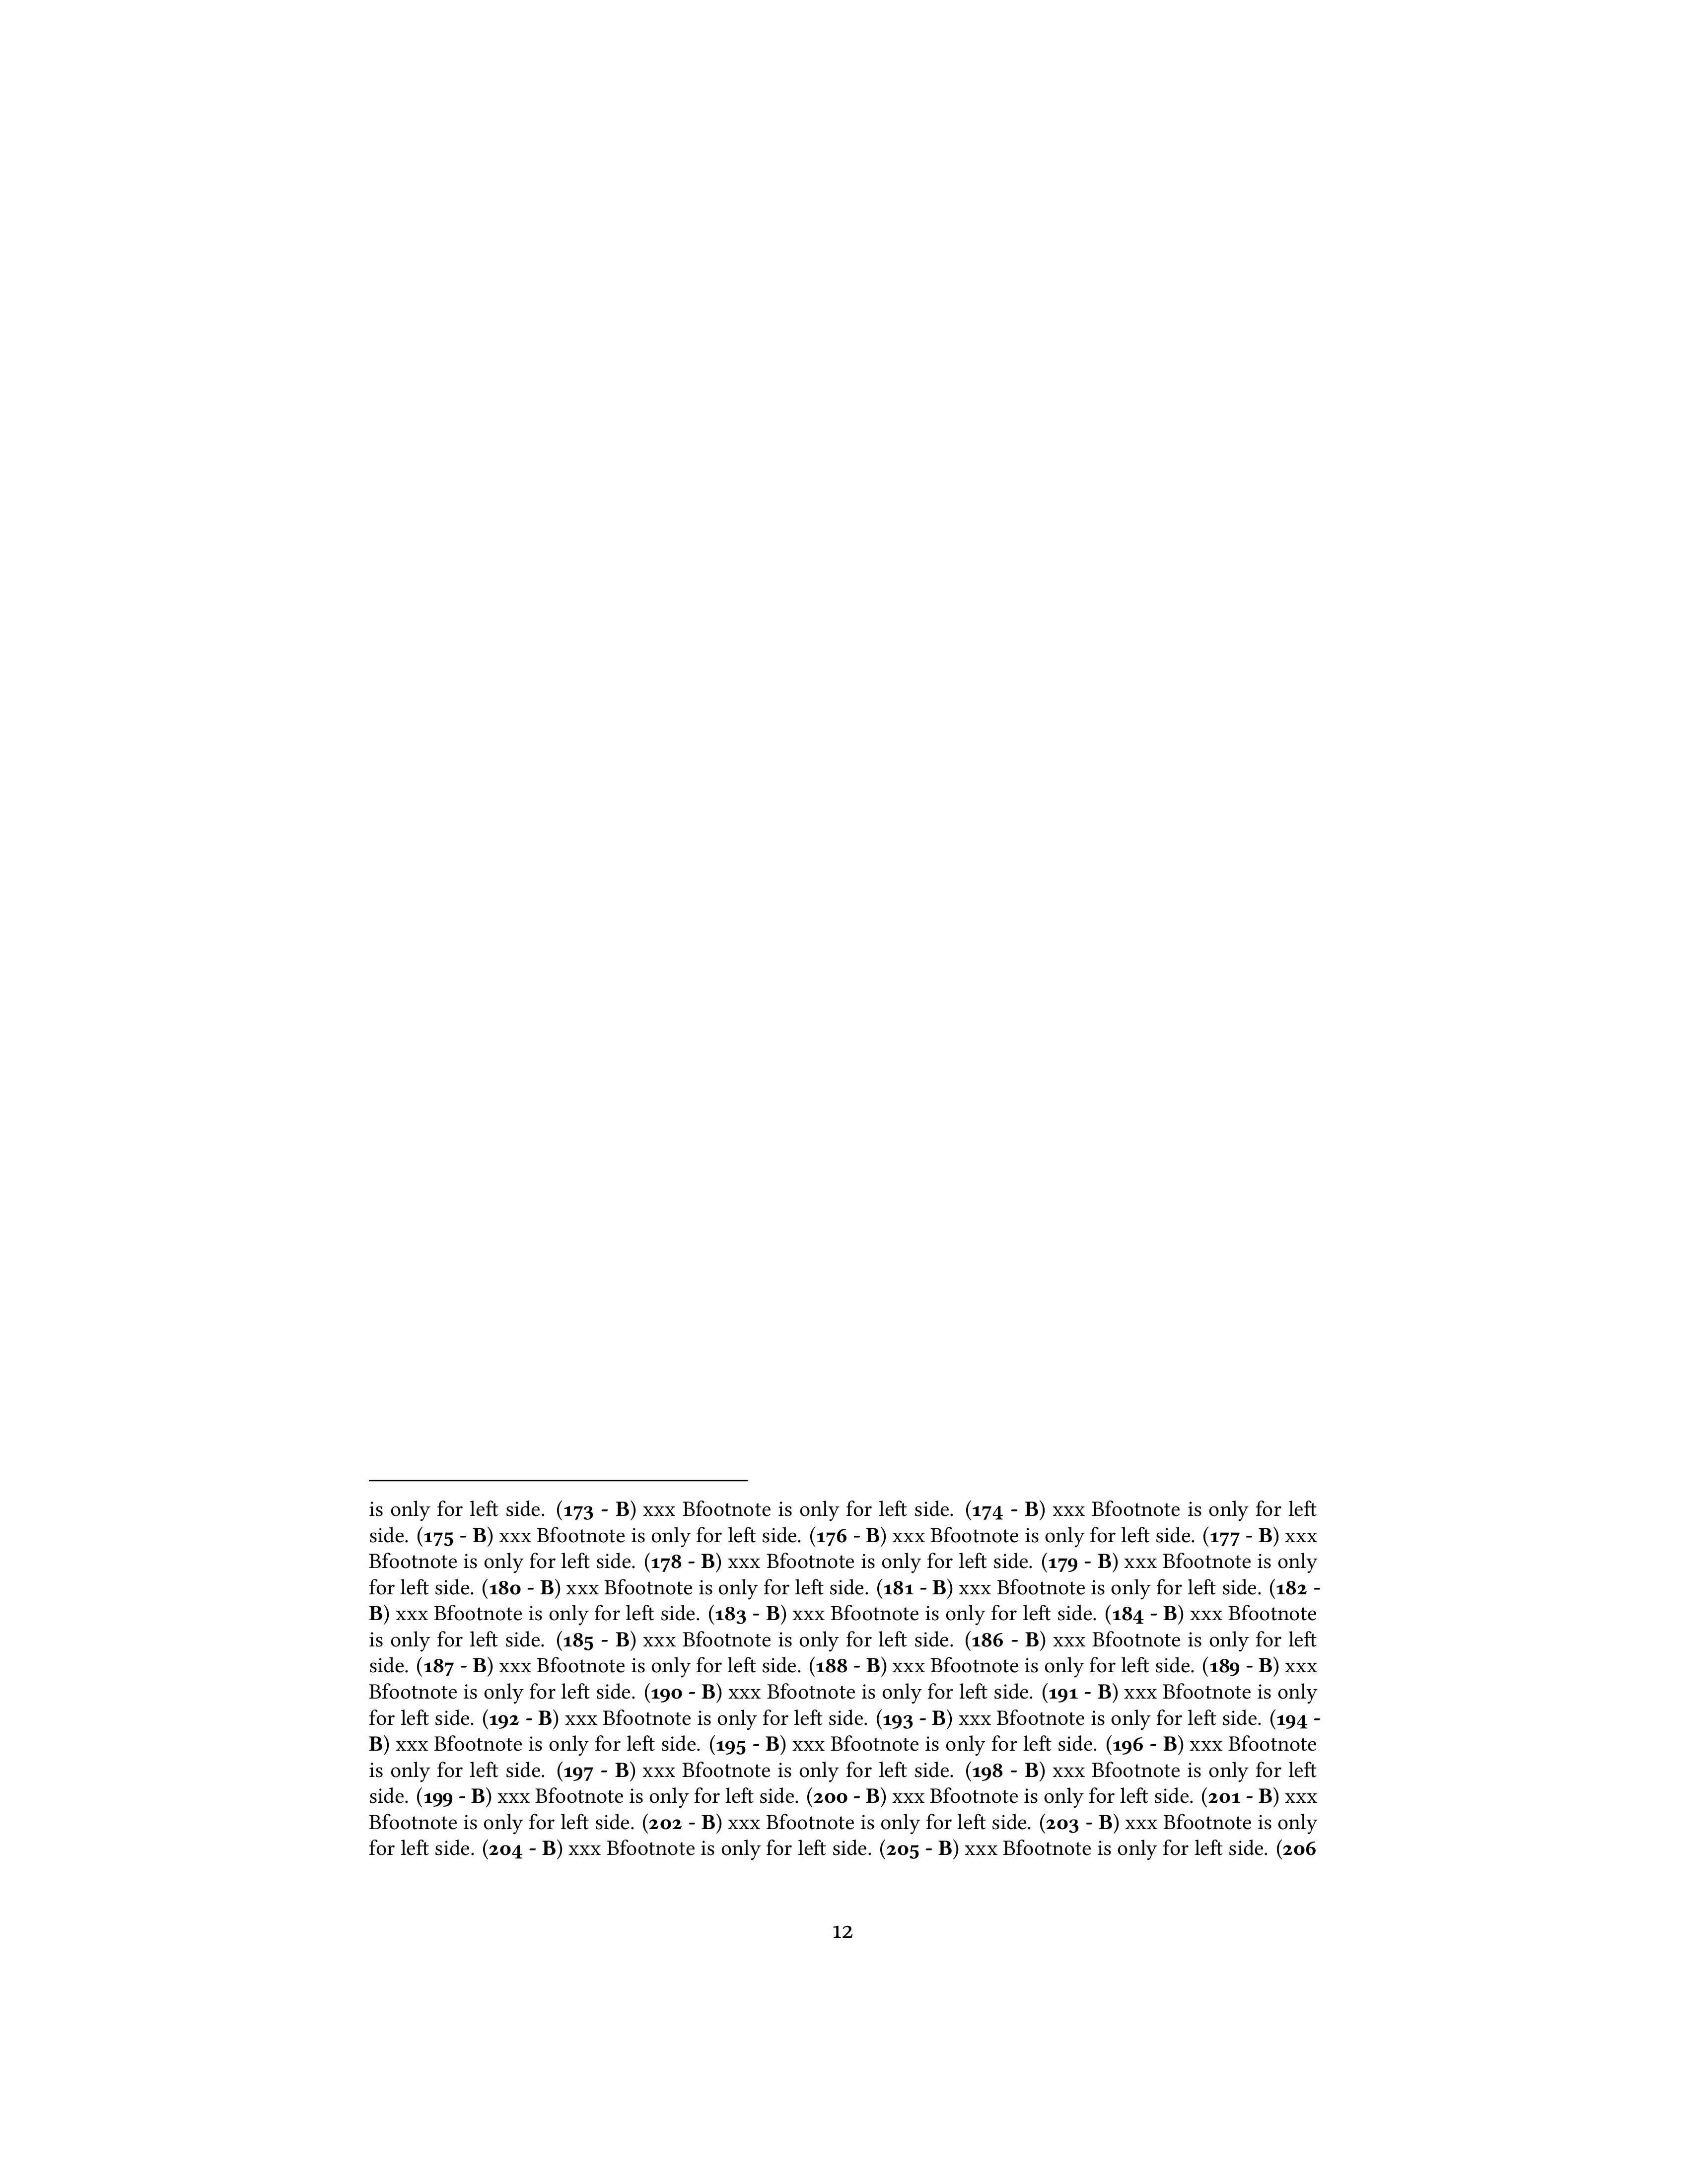 is only for left side. (173 - B) xxx Bfootnote is only for left side. (174 - B) xxx Bfootnote is only for left
side. (175 - B) xxx Bfootnote is only for left side. (176 - B) xxx Bfootnote is only for left side. (177 - B) xxx
Bfootnote is only for left side. (178 - B) xxx Bfootnote is only for left side. (179 - B) xxx Bfootnote is only
for left side. (180 - B) xxx Bfootnote is only for left side. (181 - B) xxx Bfootnote is only for left side. (182 -
B) xxx Bfootnote is only for left side. (183 - B) xxx Bfootnote is only for left side. (184 - B) xxx Bfootnote
is only for left side. (185 - B) xxx Bfootnote is only for left side. (186 - B) xxx Bfootnote is only for left
side. (187 - B) xxx Bfootnote is only for left side. (188 - B) xxx Bfootnote is only for left side. (189 - B) xxx
Bfootnote is only for left side. (190 - B) xxx Bfootnote is only for left side. (191 - B) xxx Bfootnote is only
for left side. (192 - B) xxx Bfootnote is only for left side. (193 - B) xxx Bfootnote is only for left side. (194 -
B) xxx Bfootnote is only for left side. (195 - B) xxx Bfootnote is only for left side. (196 - B) xxx Bfootnote
is only for left side. (197 - B) xxx Bfootnote is only for left side. (198 - B) xxx Bfootnote is only for left
side. (199 - B) xxx Bfootnote is only for left side. (200 - B) xxx Bfootnote is only for left side. (201 - B) xxx
Bfootnote is only for left side. (202 - B) xxx Bfootnote is only for left side. (203 - B) xxx Bfootnote is only
for left side. (204 - B) xxx Bfootnote is only for left side. (205 - B) xxx Bfootnote is only for left side. (206
12